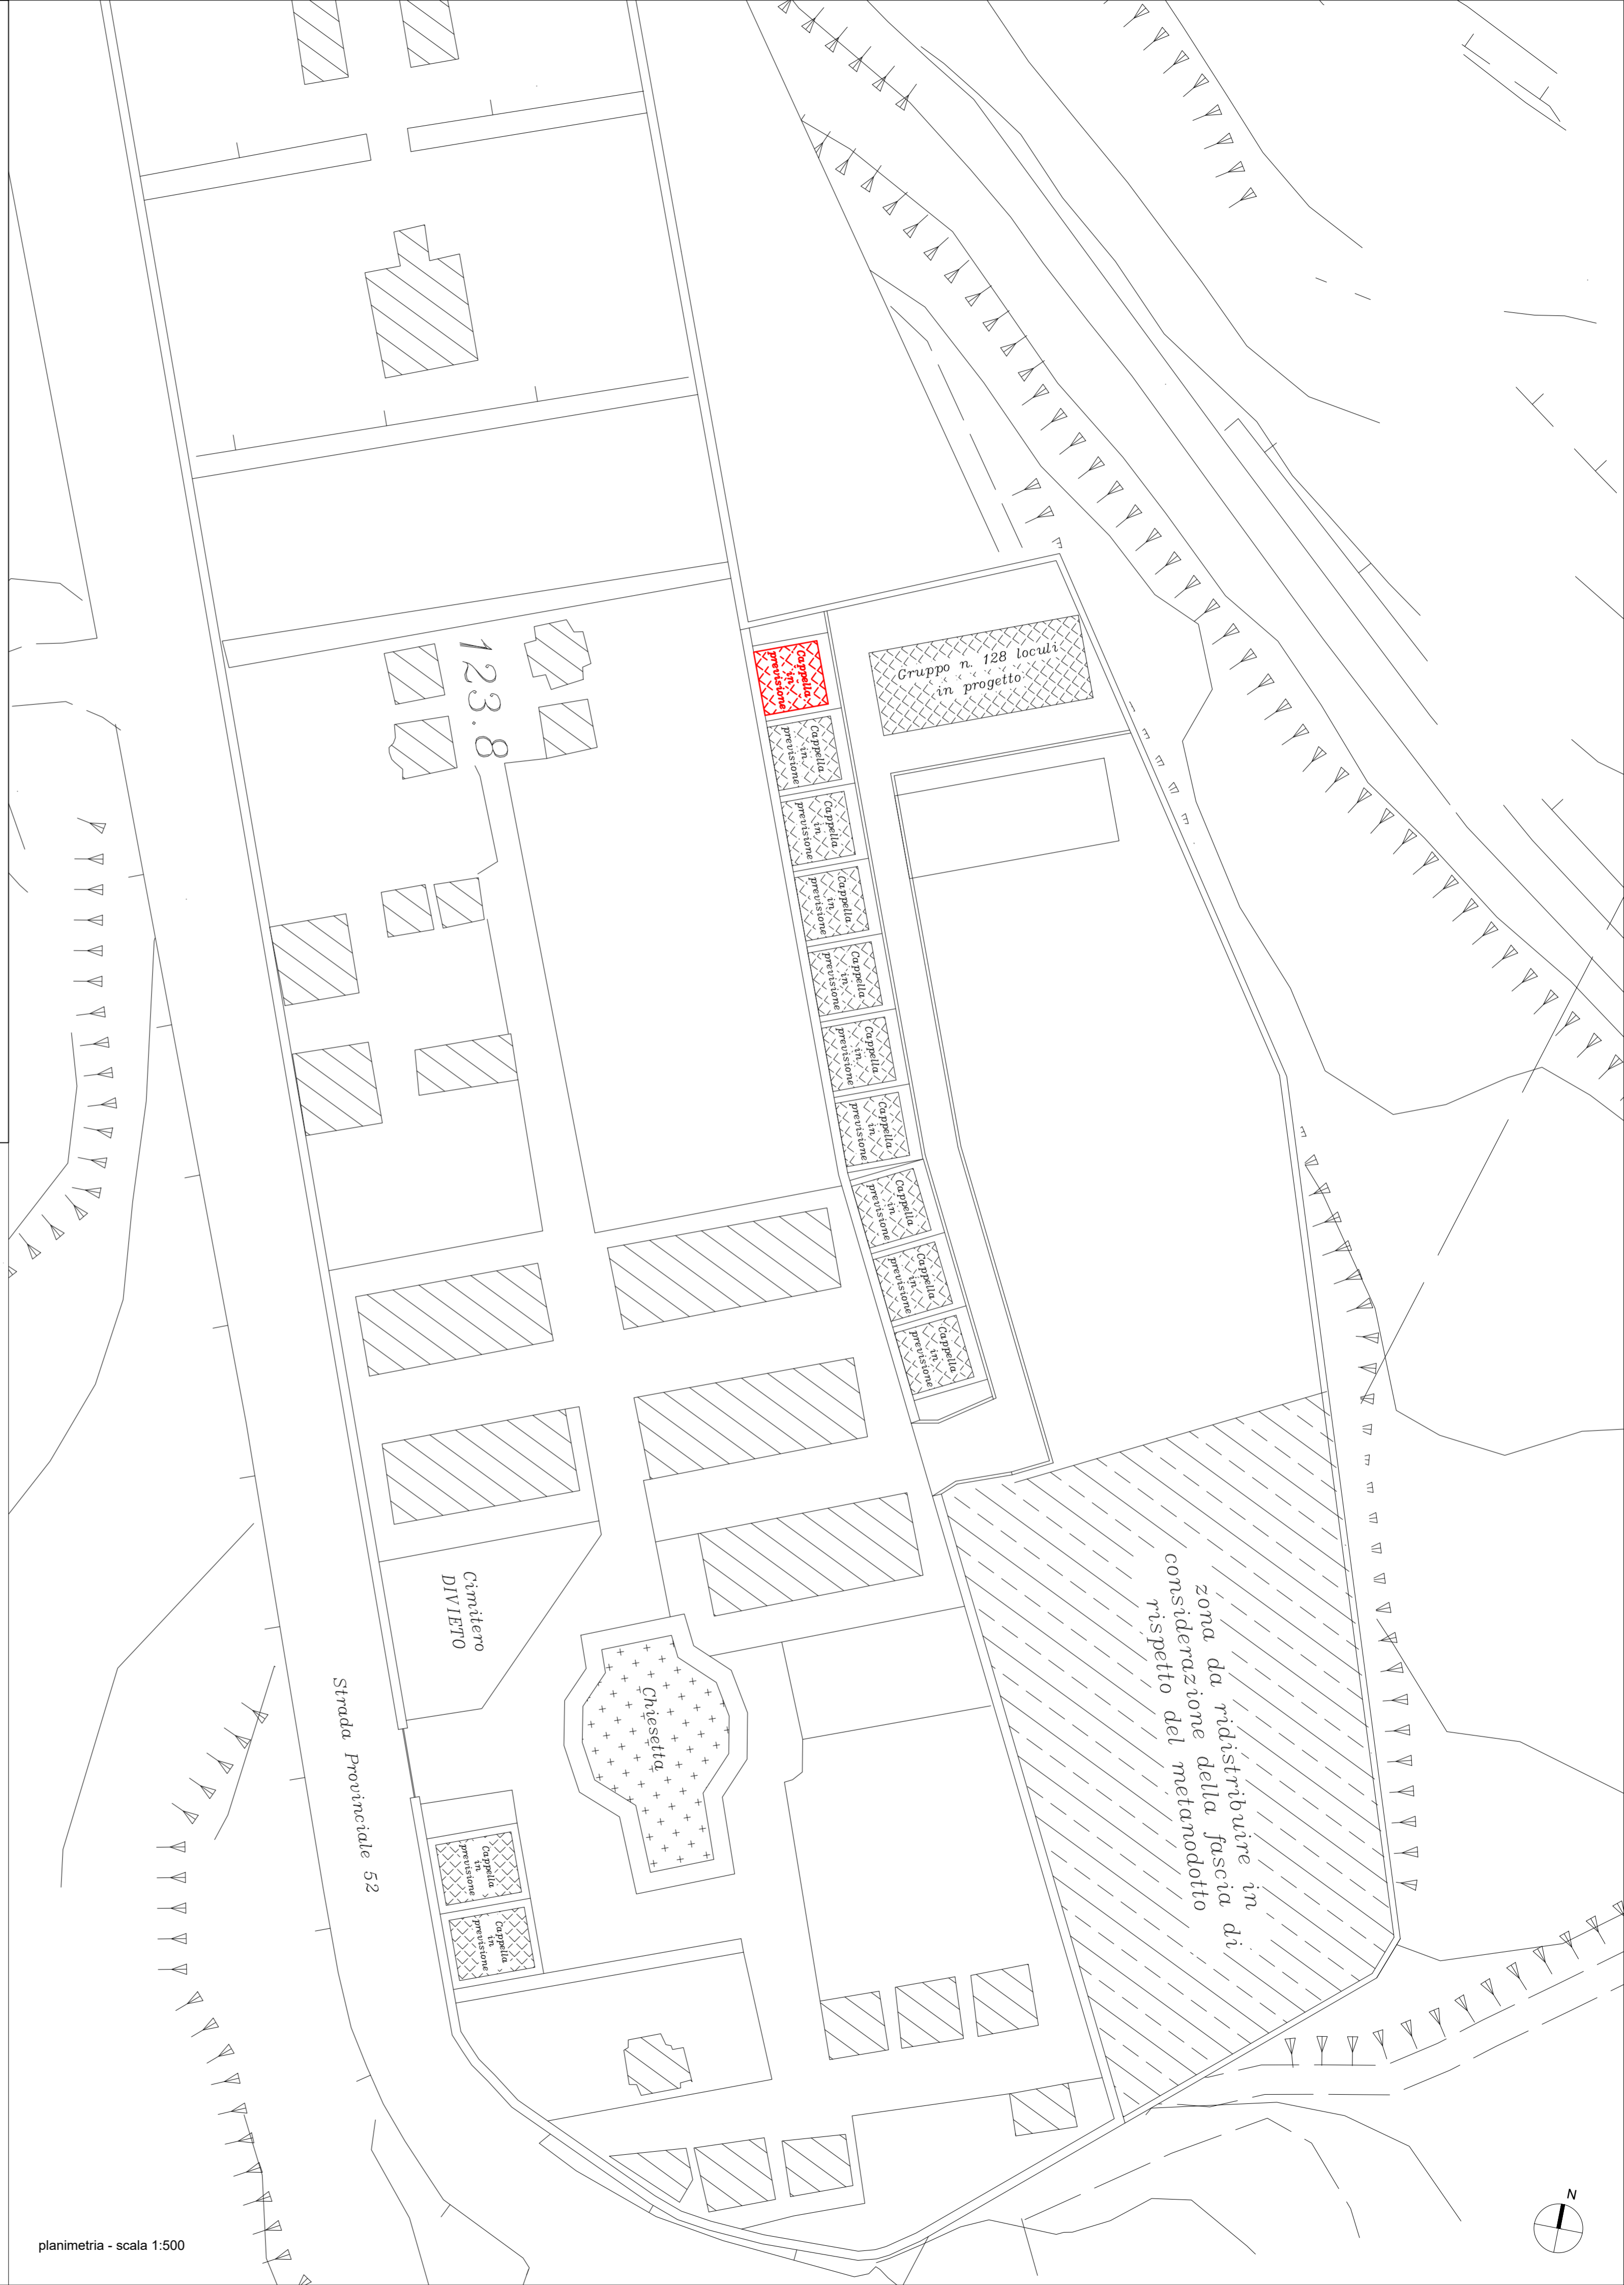 123.8
Cappella
in
previsione
Gruppo n. 128 loculi
in progetto
Cappella
in
previsione
Cappella
in
previsione
Cappella
in
previsione
Cappella
in
previsione
Cappella
in
previsione
Cappella
in
previsione
Cappella
in
previsione
Cappella
in
previsione
Cappella
in
previsione
Cimitero
DIVIETO
zona da ridistribuire in
considerazione della fascia di
rispetto del metanodotto
Chiesetta
Strada Provinciale 52
Cappella
in
previsione
Cappella
in
previsione
N
planimetria - scala 1:500